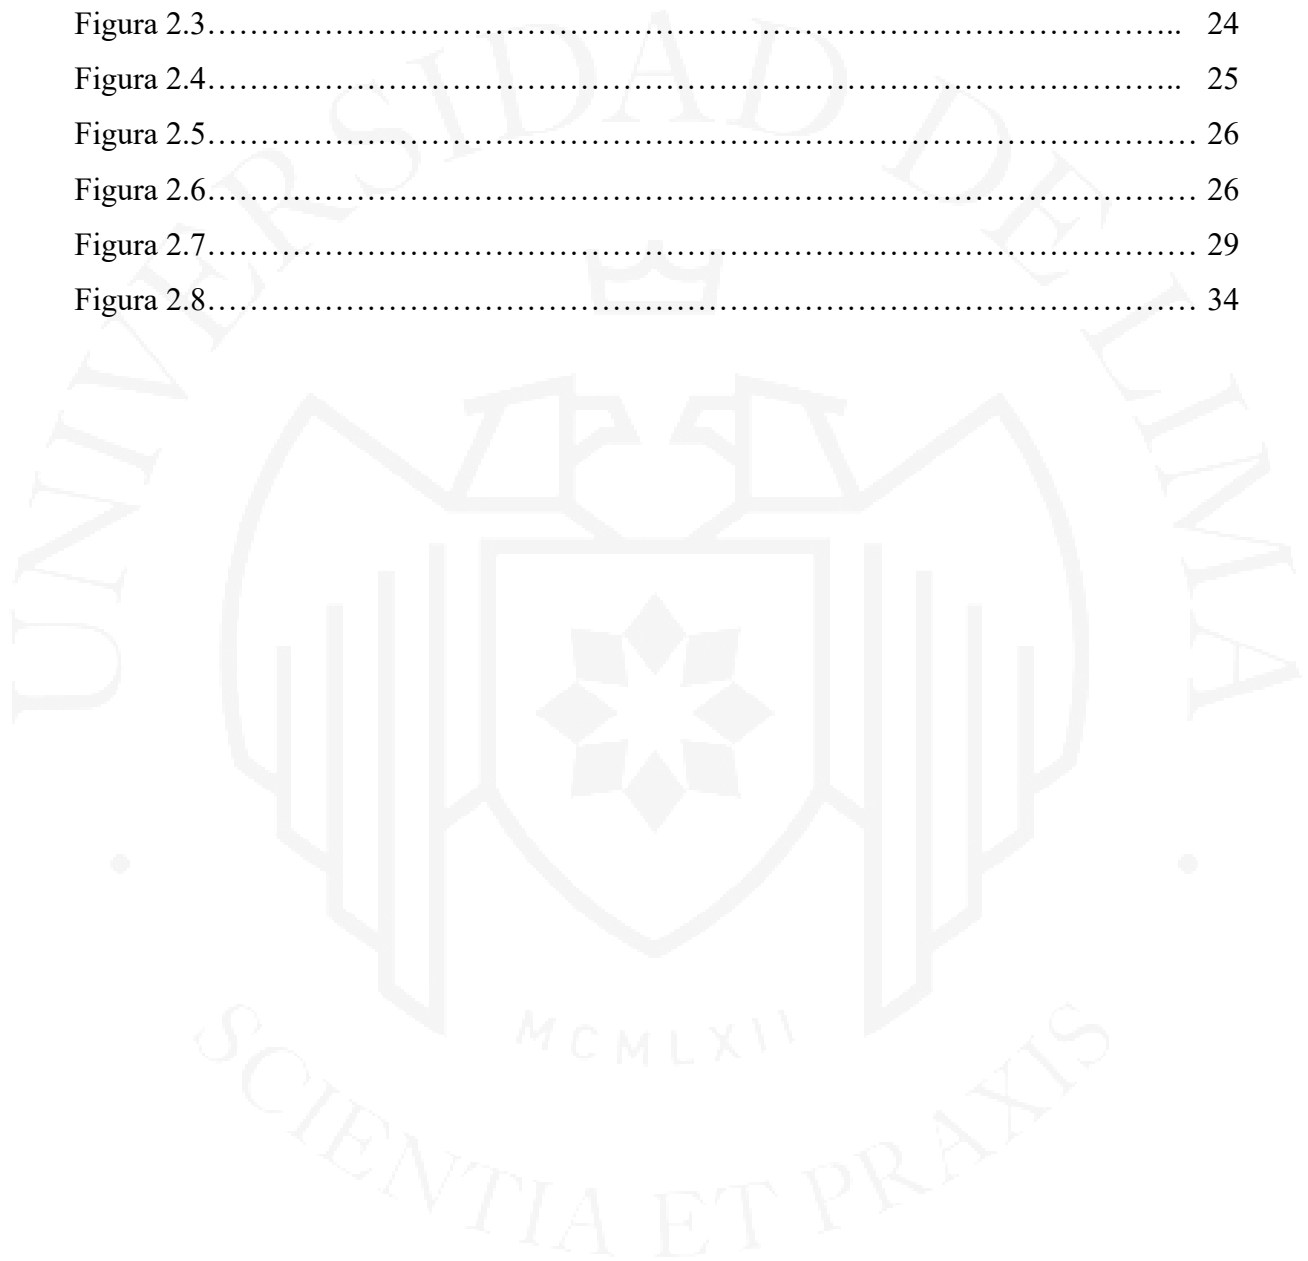 Figura 2.3……………………………………………………………………………….. 24
Figura 2.4……………………………………………………………………………….. 25
Figura 2.5………………………………………………………………………………… 26
Figura 2.6………………………………………………………………………………… 26
Figura 2.7………………………………………………………………………………… 29
Figura 2.8………………………………………………………………………………… 34
UNIVERSIDAD DE LIMA
MCMLXII
SCIENTIA ET PRAXIS